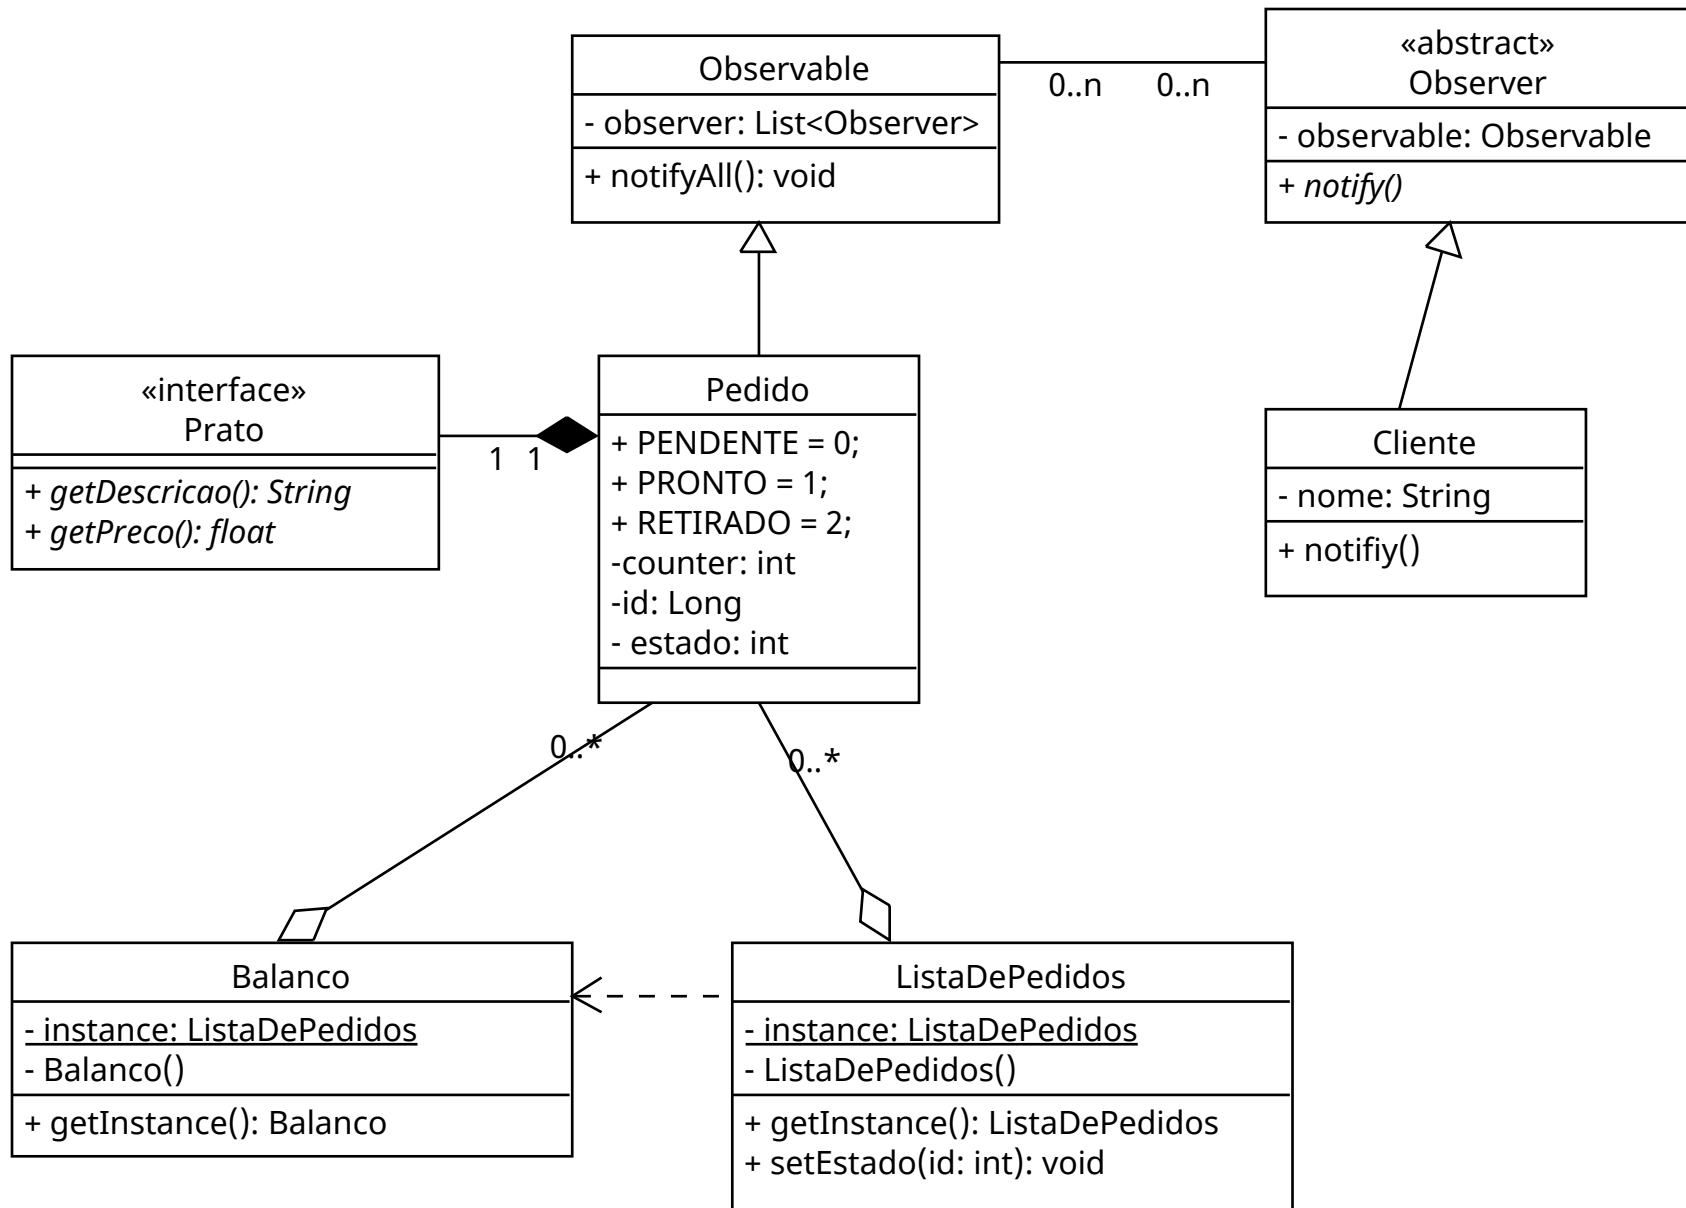 Observable
- observer: List<Observer>
+ notifyAll(): void
0..n
0..n
«abstract»
Observer
- observable: Observable
+ notify()
«interface»
Prato
+ getDescricao(): String
+ getPreco(): float
1
1
Pedido
+ PENDENTE = 0;
+ PRONTO = 1;
+ RETIRADO = 2;
-counter: int
-id: Long
- estado: int
Cliente
- nome: String
+ notifiy()
0..*
0..*
Balanco
- instance: ListaDePedidos
- Balanco()
+ getInstance(): Balanco
ListaDePedidos
- instance: ListaDePedidos
- ListaDePedidos()
+ getInstance(): ListaDePedidos
+ setEstado(id: int): void